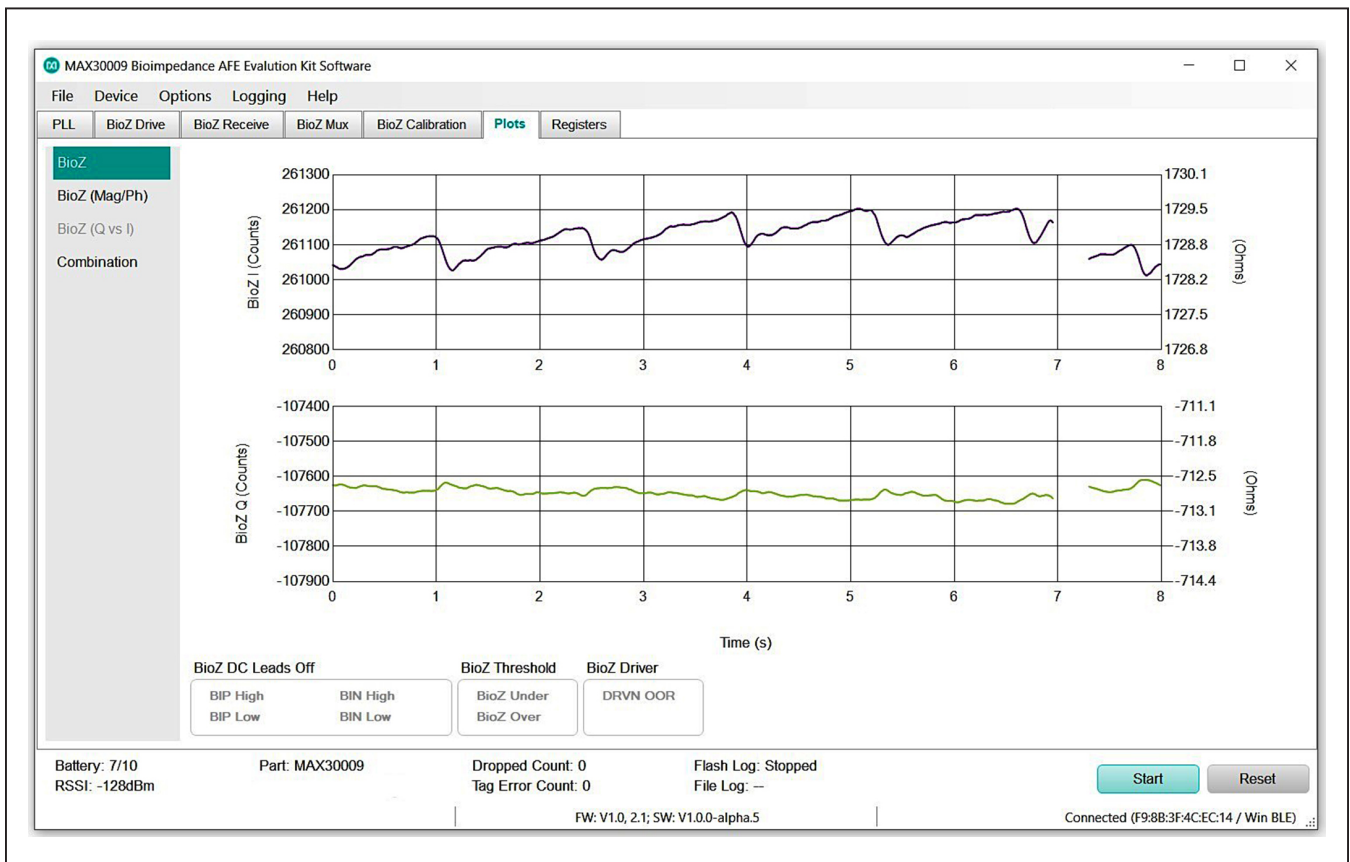 MAX30009 Bioimpedance AFE Evalution Kit Software
File Device Options Logging Help
PLL BioZ Drive BioZ Receive BioZ Mux BioZ Calibration Plots Registers
BioZ
BioZ (Mag/Ph)
BioZ (Q vs I)
Combination
BioZ I (Counts)
261300
261200
261100
261000
260900
260800
1730.1
1729.5
1728.8
1728.2
1727.5
1726.8
(Ohms)
0 1 2 3 4 5 6 7 8
BioZ Q (Counts)
-107400
-107500
-107600
-107700
-107800
-107900
-711.1
-711.8
-712.5
-713.1
-713.8
-714.4
(Ohms)
0 1 2 3 4 5 6 7 8
Time (s)
BioZ DC Leads Off BioZ Threshold BioZ Driver
BIP High BIN High BioZ Under DRVN OOR
BIP Low BIN Low BioZ Over
Battery: 7/10 Part: MAX30009 Dropped Count: 0 Flash Log: Stopped
RSSI: -128dBm Tag Error Count: 0 File Log: --
Start Reset
FW: V1.0, 2.1; SW: V1.0.0-alpha.5 Connected (F9:8B:3F:4C:EC:14 / Win BLE)